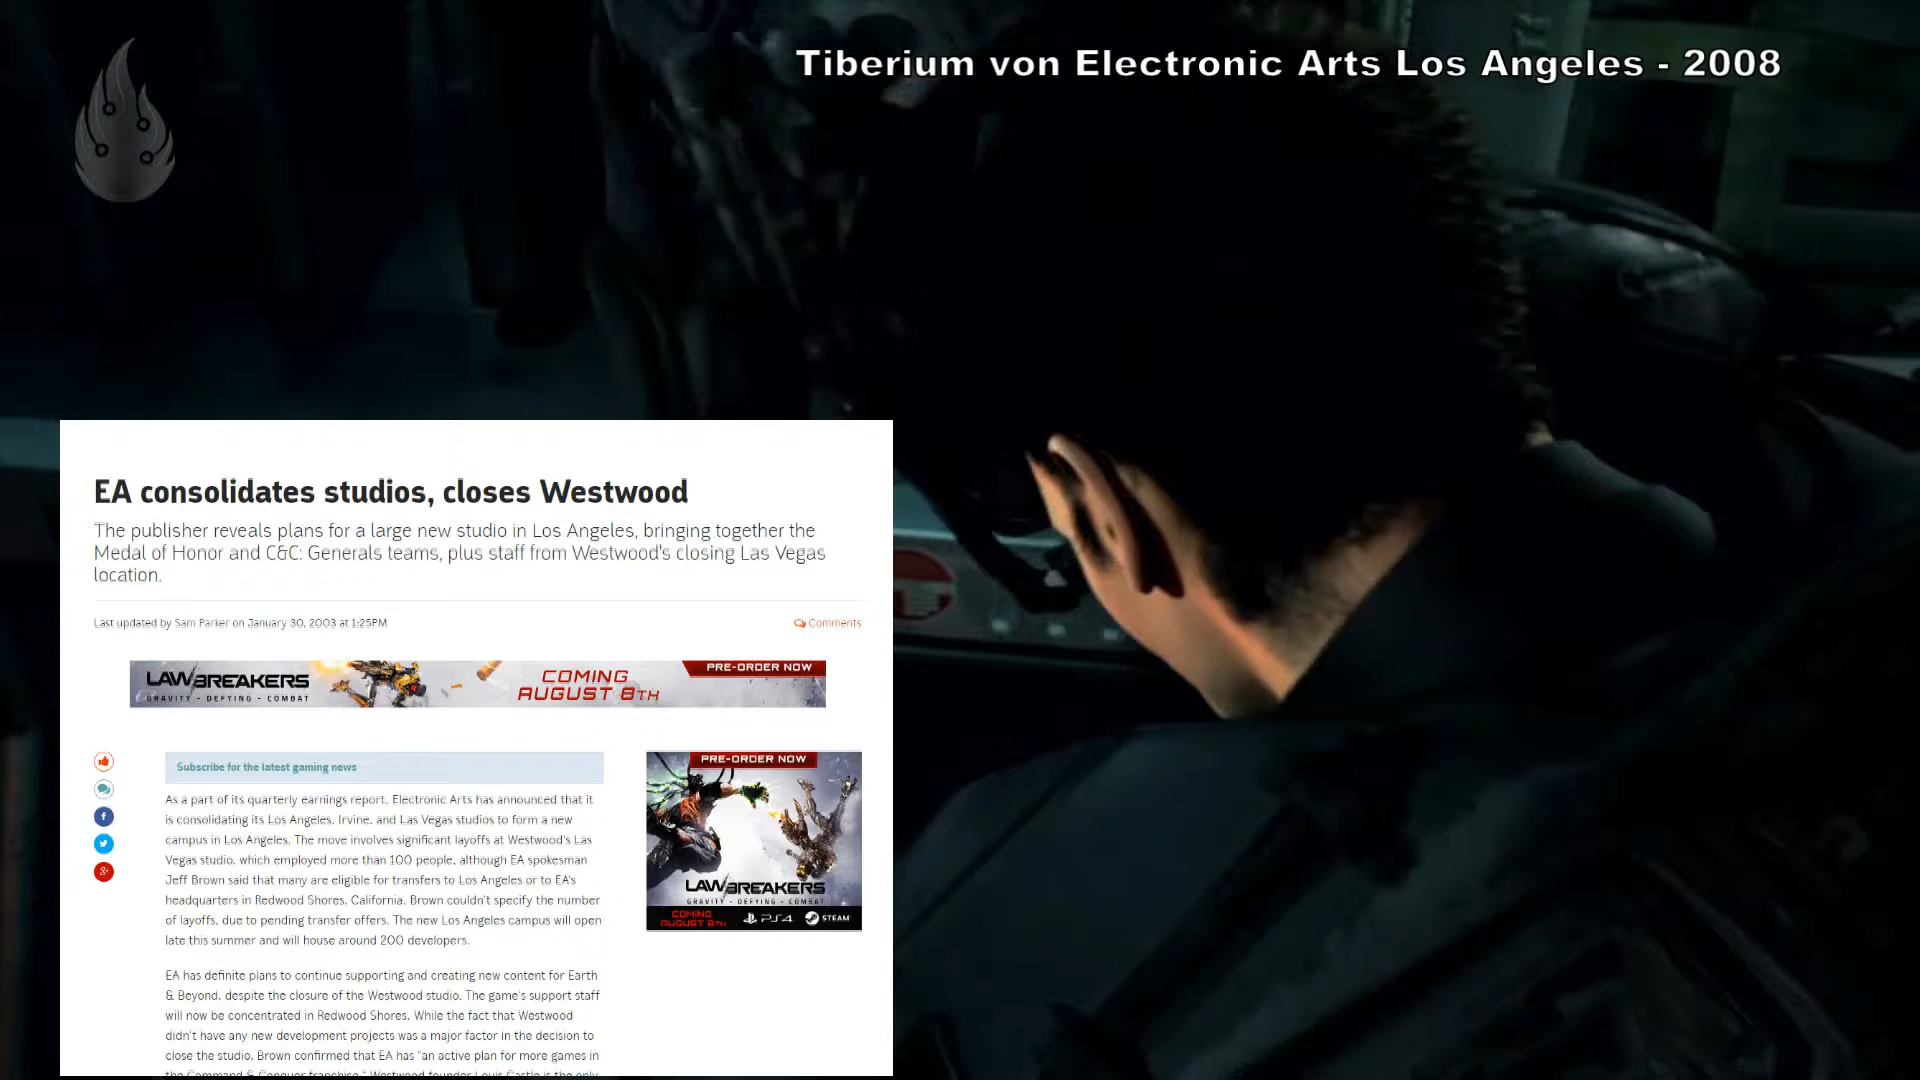 Tiberium von Electronic Arts Los Angeles - 2008
EA consolidates studios, closes Westwood
The publisher reveals plans for a large new studio in Los Angeles, bringing together the
Medal of Honor and C&C: Generals teams, plus staff from Westwood's closing Las Vegas
location.
Last updated by Sam Parker on January 30, 2003 at 1:25PM
Comments
LAWBREAKERS
GRAVITY - DEFYING - COMBAT
COMING
AUGUST 8TH
PRE-ORDER NOW
Subscribe for the latest gaming news
As a part of its quarterly earnings report, Electronic Arts has announced that it
is consolidating its Los Angeles, Irvine, and Las Vegas studios to form a new
campus in Los Angeles. The move involves significant layoffs at Westwood's Las
Vegas studio, which employed more than 100 people, although EA spokesman
Jeff Brown said that many are eligible for transfers to Los Angeles or to EA's
headquarters in Redwood Shores, California. Brown couldn't specify the number
of layoffs, due to pending transfer offers. The new Los Angeles campus will open
late this summer and will house around 200 developers.
EA has definite plans to continue supporting and creating new content for Earth
& Beyond, despite the closure of the Westwood studio. The game's support staff
will now be concentrated in Redwood Shores. While the fact that Westwood
didn't have any new development projects was a major factor in the decision to
close the studio, Brown confirmed that EA has "an active plan for more games in
the Command & Conquer franchise." Westwood founder Louis Castle is the only
PRE-ORDER NOW
LAWBREAKERS
GRAVITY - DEFYING - COMBAT
COMING
AUGUST 8TH
PS4
STEAM